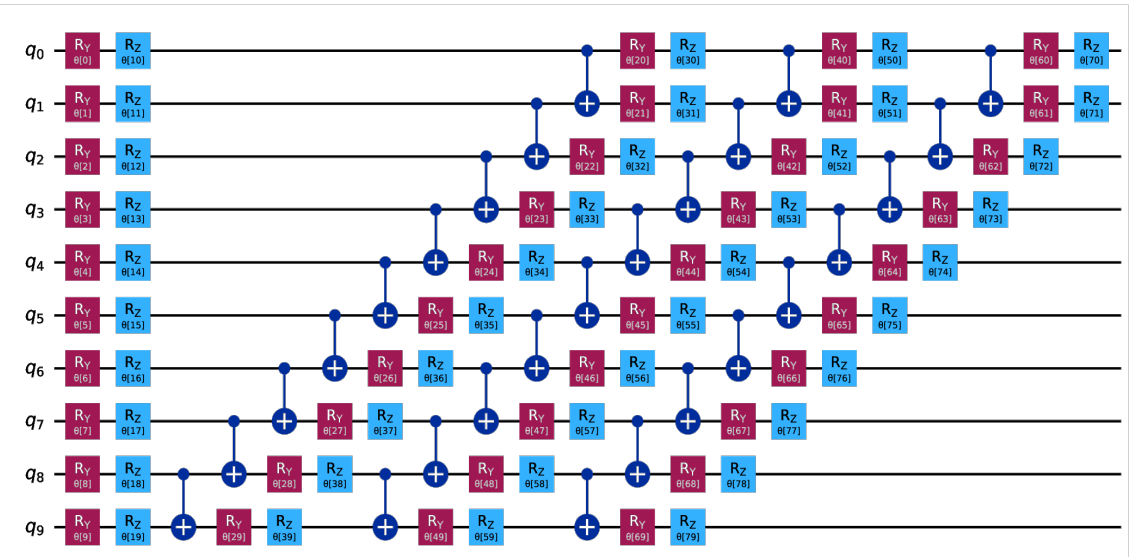 q0 RY θ[0] RZ θ[10] RY θ[20] RZ θ[30] RY θ[40] RZ θ[50] RY θ[60] RZ θ[70]
q1 RY θ[1] RZ θ[11] RY θ[21] RZ θ[31] RY θ[41] RZ θ[51] RY θ[61] RZ θ[71]
q2 RY θ[2] RZ θ[12] RY θ[22] RZ θ[32] RY θ[42] RZ θ[52] RY θ[62] RZ θ[72]
q3 RY θ[3] RZ θ[13] RY θ[23] RZ θ[33] RY θ[43] RZ θ[53] RY θ[63] RZ θ[73]
q4 RY θ[4] RZ θ[14] RY θ[24] RZ θ[34] RY θ[44] RZ θ[54] RY θ[64] RZ θ[74]
q5 RY θ[5] RZ θ[15] RY θ[25] RZ θ[35] RY θ[45] RZ θ[55] RY θ[65] RZ θ[75]
q6 RY θ[6] RZ θ[16] RY θ[26] RZ θ[36] RY θ[46] RZ θ[56] RY θ[66] RZ θ[76]
q7 RY θ[7] RZ θ[17] RY θ[27] RZ θ[37] RY θ[47] RZ θ[57] RY θ[67] RZ θ[77]
q8 RY θ[8] RZ θ[18] RY θ[28] RZ θ[38] RY θ[48] RZ θ[58] RY θ[68] RZ θ[78]
q9 RY θ[9] RZ θ[19] RY θ[29] RZ θ[39] RY θ[49] RZ θ[59] RY θ[69] RZ θ[79]